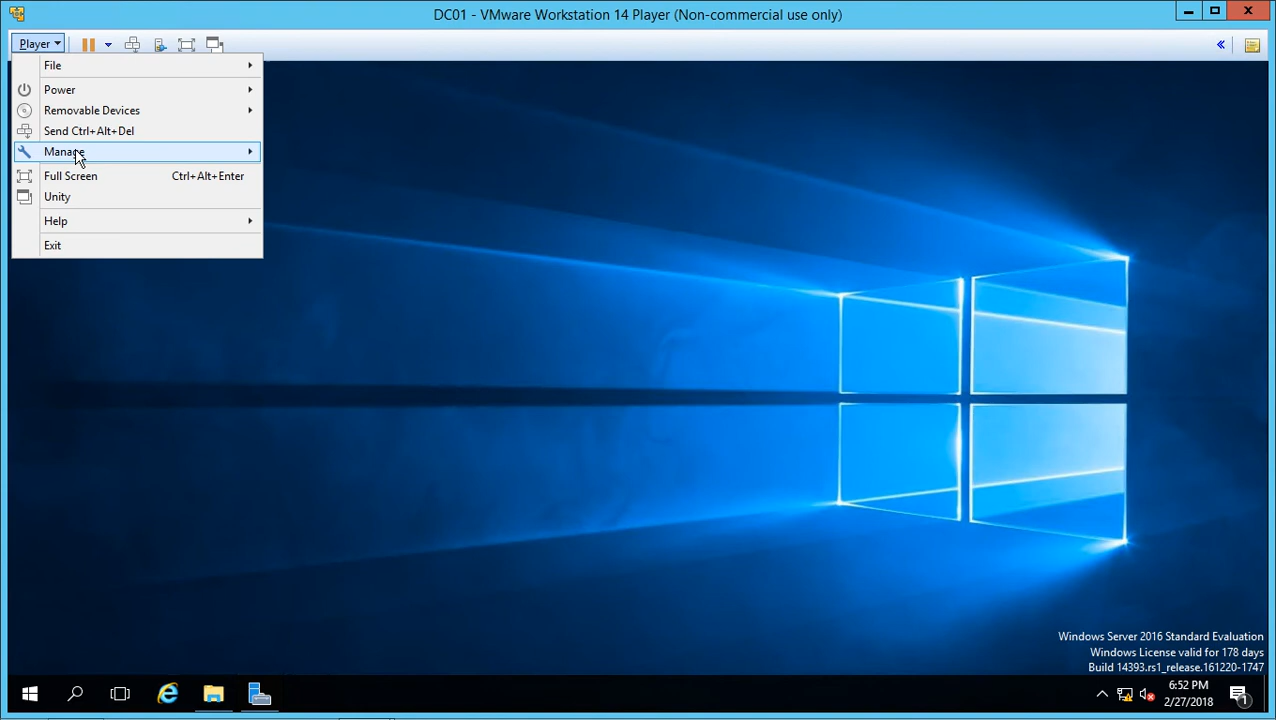 DC01 - VMware Workstation 14 Player (Non-commercial use only)
Player
File
Power
Removable Devices
Send Ctrl+Alt+Del
Manage
Full Screen Ctrl+Alt+Enter
Unity
Help
Exit
Windows Server 2016 Standard Evaluation
Windows License valid for 178 days
Build 14393.rs1_release.161220-1747
6:52 PM
2/27/2018
1